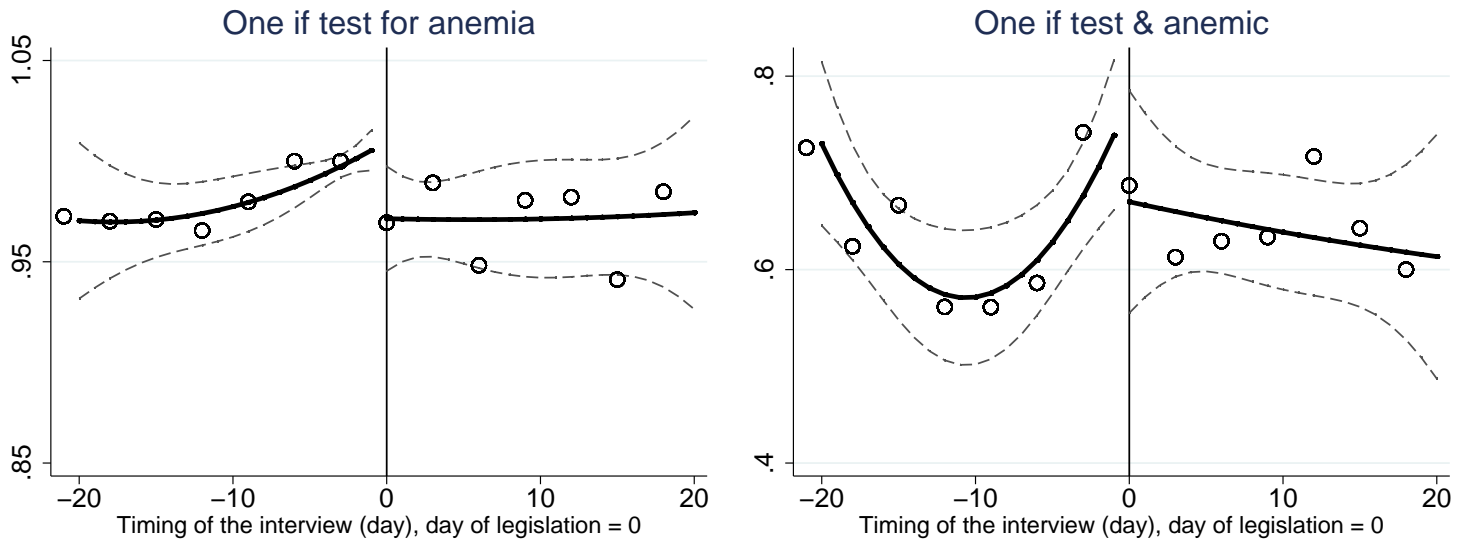 One if test for anemia
1.05
.95
.85
−20 −10 0 10 20
Timing of the interview (day), day of legislation = 0
One if test & anemic
.8
.6
.4
−20 −10 0 10 20
Timing of the interview (day), day of legislation = 0